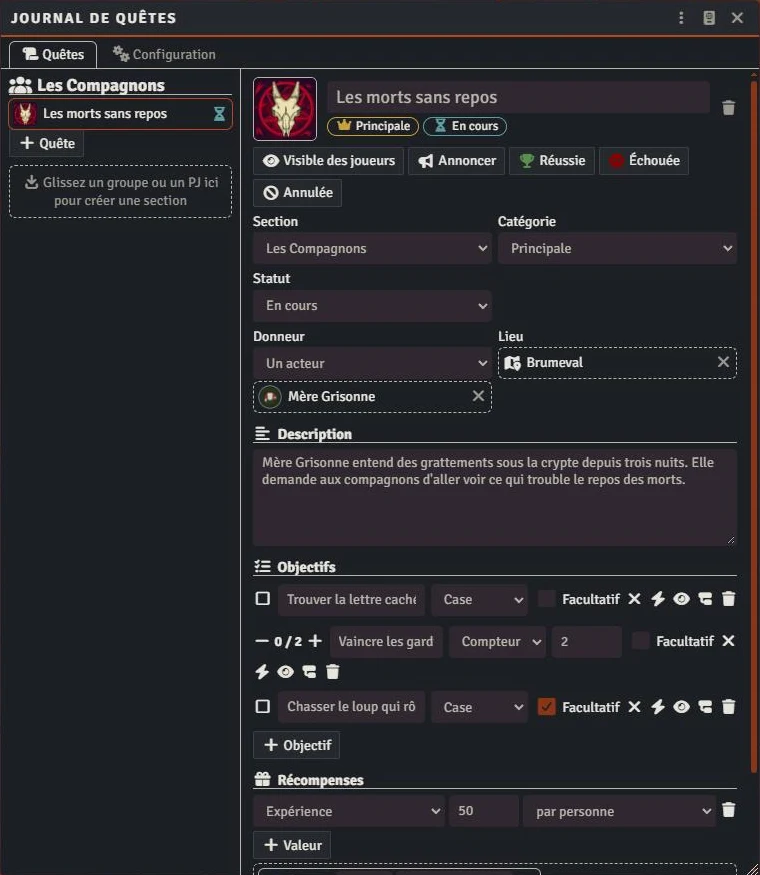 JOURNAL DE QUÊTES
Quêtes
Configuration
Les Compagnons
Les morts sans repos
Quête
Glissez un groupe ou un PJ ici
pour créer une section
Les morts sans repos
Principale
En cours
Visible des joueurs
Annoncer
Réussie
Échouée
Annulée
Section
Catégorie
Les Compagnons
Principale
Statut
En cours
Donneur
Lieu
Un acteur
Brumeval
Mère Grisonne
Description
Mère Grisonne entend des grattements sous la crypte depuis trois nuits. Elle
demande aux compagnons d'aller voir ce qui trouble le repos des morts.
Objectifs
Trouver la lettre caché
Case
Facultatif
0 / 2
Vaincre les gard
Compteur
2
Facultatif
Chasser le loup qui rô
Case
Facultatif
Objectif
Récompenses
Expérience
50
par personne
Valeur